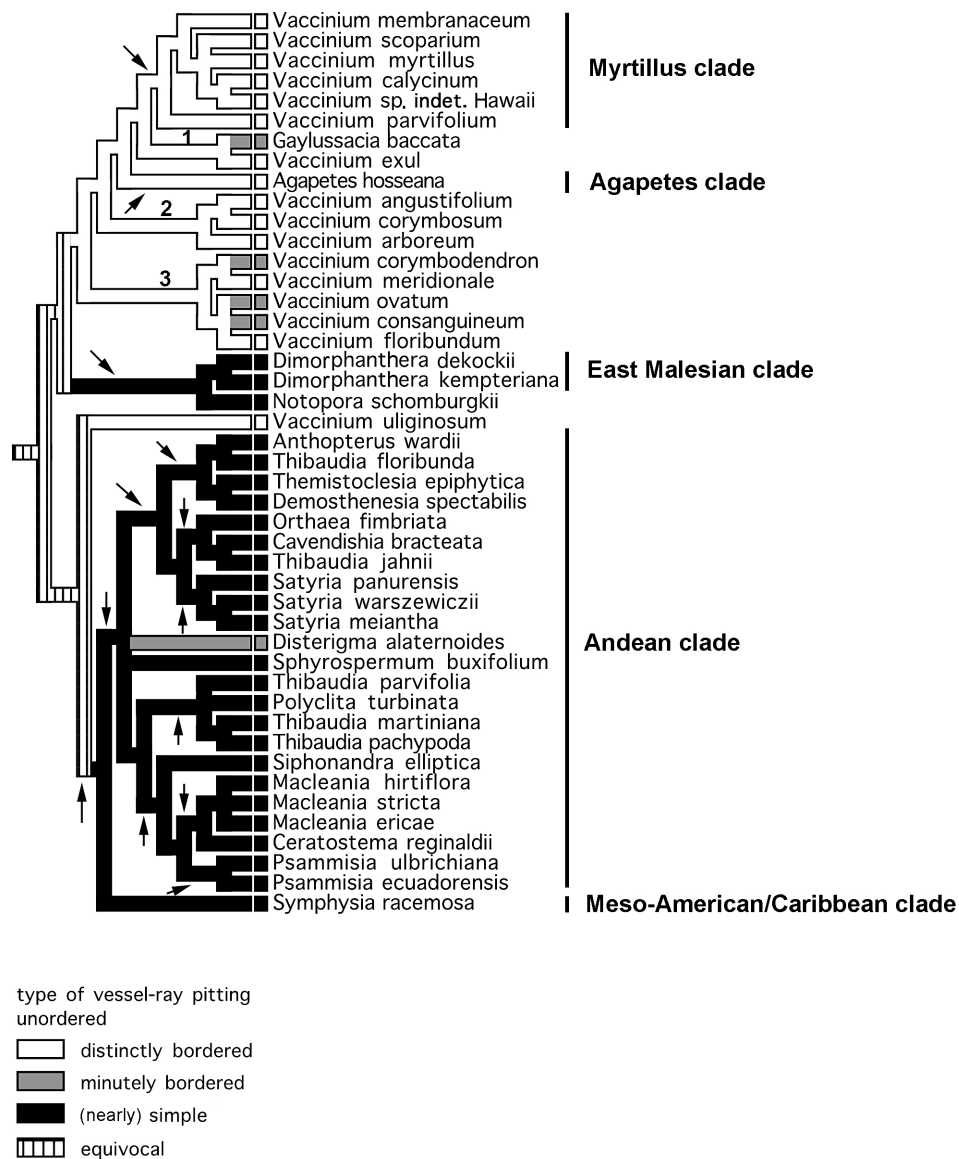 Vaccinium membranaceum
Vaccinium scoparium
Vaccinium myrtillus
Myrtillus clade
Vaccinium calycinum
Vaccinium sp. indet. Hawaii
Vaccinium parvifolium
1
Gaylussacia baccata
Vaccinium exul
Agapetes hosseana
Agapetes clade
Vaccinium angustifolium
2
Vaccinium corymbosum
Vaccinium arboreum
Vaccinium corymbodendron
3
Vaccinium meridionale
Vaccinium ovatum
Vaccinium consanguineum
Vaccinium floribundum
Dimorphanthera dekockii
East Malesian clade
Dimorphanthera kempteriana
Notopora schomburgkii
Vaccinium uliginosum
Anthopterus wardii
Thibaudia floribunda
Themistoclesia epiphytica
Demosthenesia spectabilis
Orthaea fimbriata
Cavendishia bracteata
Thibaudia jahnii
Satyria panurensis
Satyria warszewiczii
Satyria meiantha
Disterigma alaternoides
Andean clade
Sphyrospermum buxifolium
Thibaudia parvifolia
Polyclita turbinata
Thibaudia martiniana
Thibaudia pachypoda
Siphonandra elliptica
Macleania hirtiflora
Macleania stricta
Macleania ericae
Ceratostema reginaldii
Psammisia ulbrichiana
Psammisia ecuadorensis
Symphysia racemosa
Meso-American/Caribbean clade
type of vessel-ray pitting
unordered
distinctly bordered
minutely bordered
(nearly) simple
equivocal